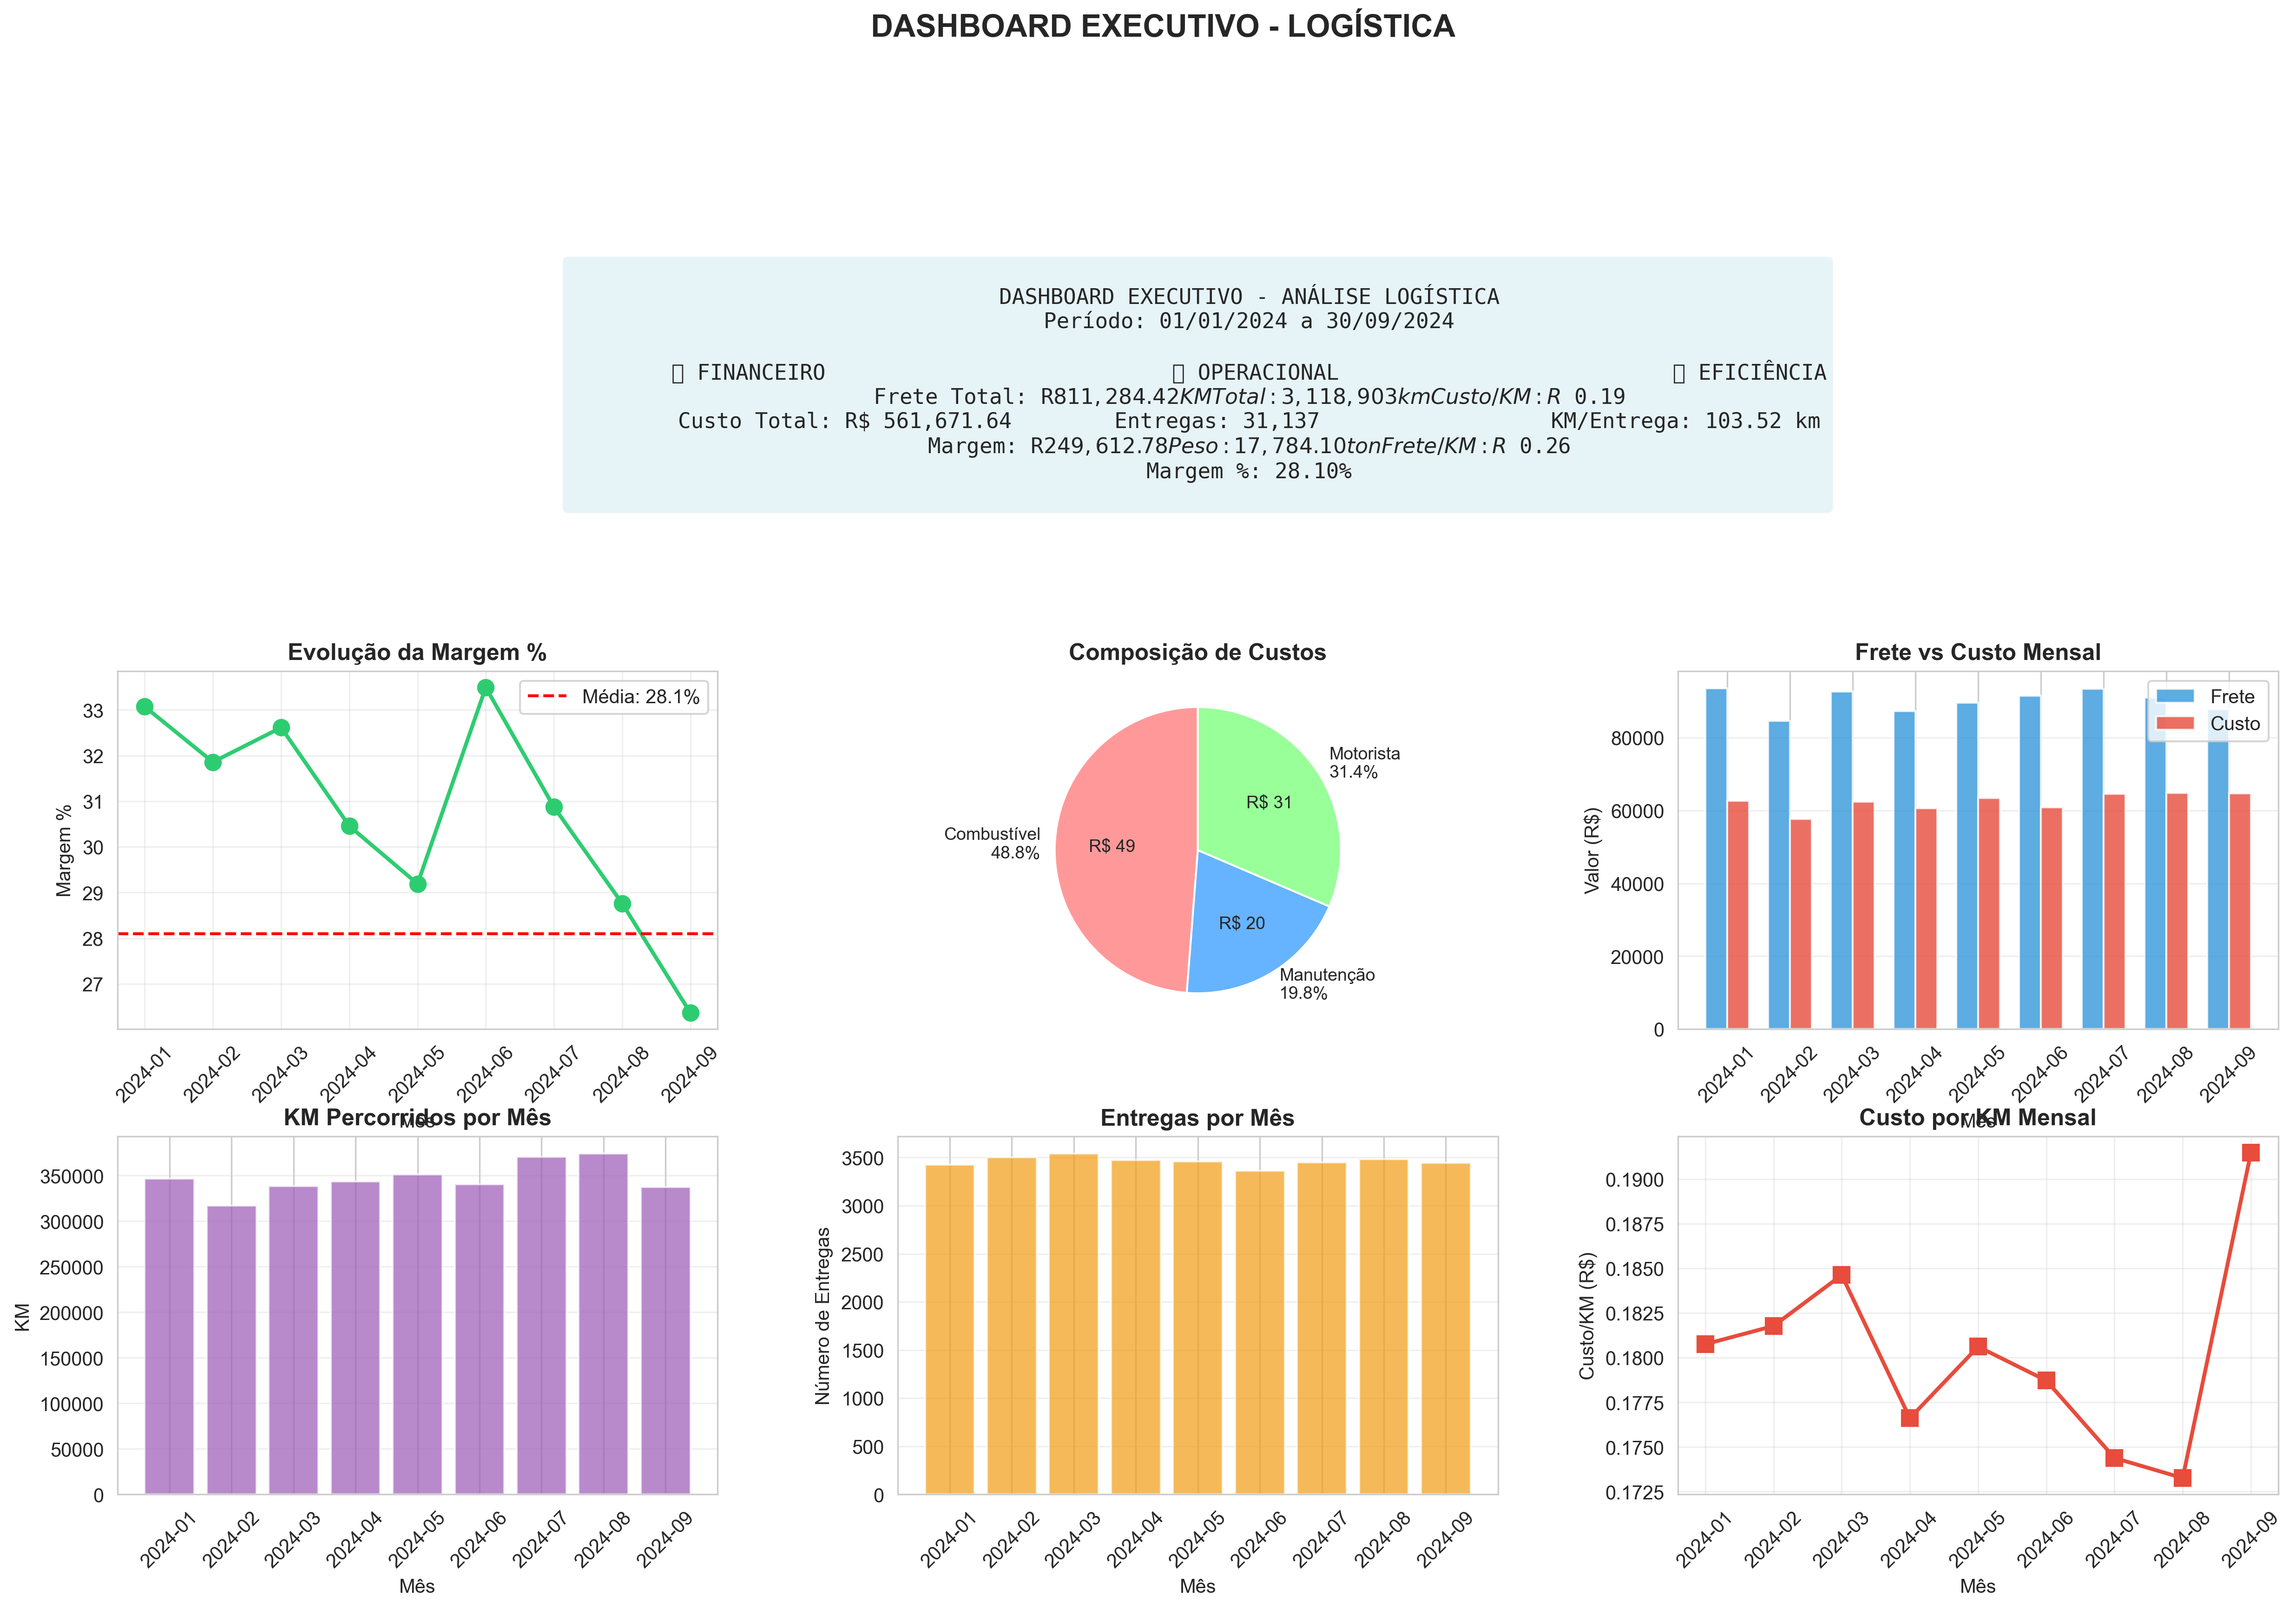 DASHBOARD EXECUTIVO - LOGÍSTICA
DASHBOARD EXECUTIVO - ANÁLISE LOGÍSTICA
Período: 01/01/2024 a 30/09/2024
▯ FINANCEIRO ▯ OPERACIONAL ▯ EFICIÊNCIA
Frete Total: R811,284.42KMTotal:3,118,903kmCusto/KM:R 0.19
Custo Total: R$ 561,671.64 Entregas: 31,137 KM/Entrega: 103.52 km
Margem: R249,612.78Peso:17,784.10tonFrete/KM:R 0.26
Margem %: 28.10%
Evolução da Margem %
Média: 28.1%
Margem %
33
32
31
30
29
28
27
2024-01
2024-02
2024-03
2024-04
2024-05
2024-06
2024-07
2024-08
2024-09
Mês
Composição de Custos
Motorista
31.4%
R$ 31
Combustível
48.8%
R$ 49
R$ 20
Manutenção
19.8%
Frete vs Custo Mensal
Frete
Custo
Valor (R$)
80000
60000
40000
20000
0
2024-01
2024-02
2024-03
2024-04
2024-05
2024-06
2024-07
2024-08
2024-09
Mês
KM Percorridos por Mês
KM
350000
300000
250000
200000
150000
100000
50000
0
2024-01
2024-02
2024-03
2024-04
2024-05
2024-06
2024-07
2024-08
2024-09
Mês
Entregas por Mês
Número de Entregas
3500
3000
2500
2000
1500
1000
500
0
2024-01
2024-02
2024-03
2024-04
2024-05
2024-06
2024-07
2024-08
2024-09
Mês
Custo por KM Mensal
Custo/KM (R$)
0.1900
0.1875
0.1850
0.1825
0.1800
0.1775
0.1750
0.1725
2024-01
2024-02
2024-03
2024-04
2024-05
2024-06
2024-07
2024-08
2024-09
Mês